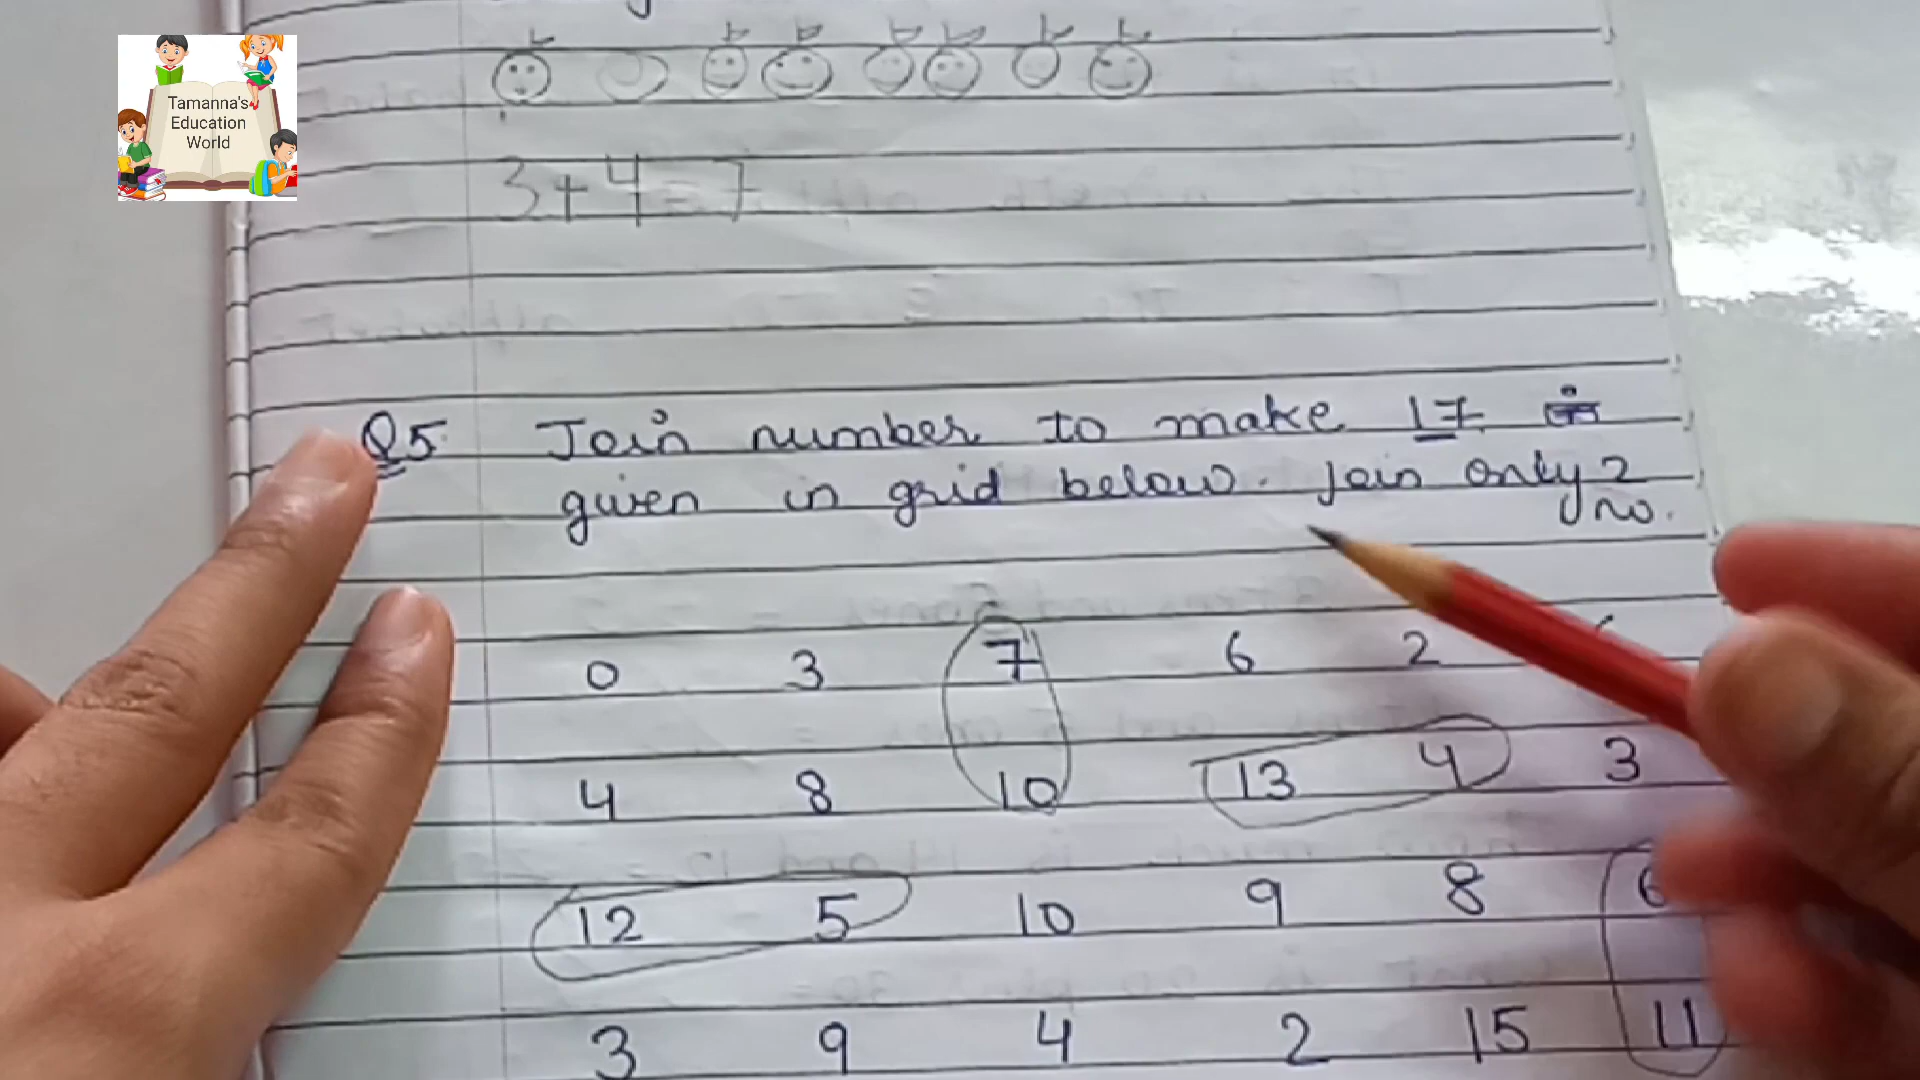 Tamanna's
Education
World
3+4=7
Q5. Join number to make 17
given in grid below. Join only 2
no.
0 3 7 6 2
4 8 10 13 4 3
12 5 10 9 8 6
3 9 4 2 15 11